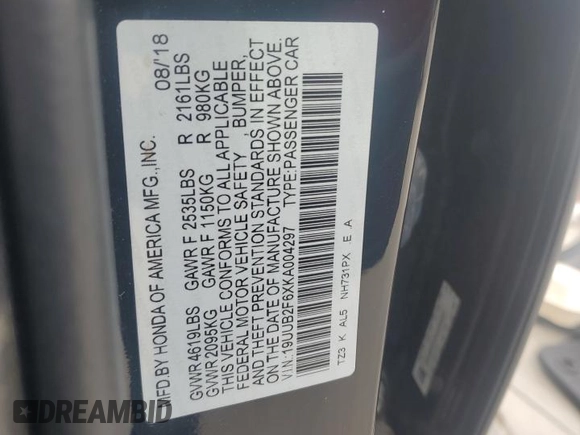 MFD.BY HONDA OF AMERICA MFG.,INC. 08/'18
GVWR 4619LBS GAWR F 2535LBS R 2161LBS
GVWR 2095KG GAWR F 1150KG R 980KG
THIS VEHICLE CONFORMS TO ALL APPLICABLE
FEDERAL MOTOR VEHICLE SAFETY , BUMPER,
AND THEFT PREVENTION STANDARDS IN EFFECT
ON THE DATE OF MANUFACTURE SHOWN ABOVE.
V.I.N.:19UUB2F6XKA004297 TYPE:PASSENGER CAR
TZ3 K AL5 NH731PX E A
DREAMBID